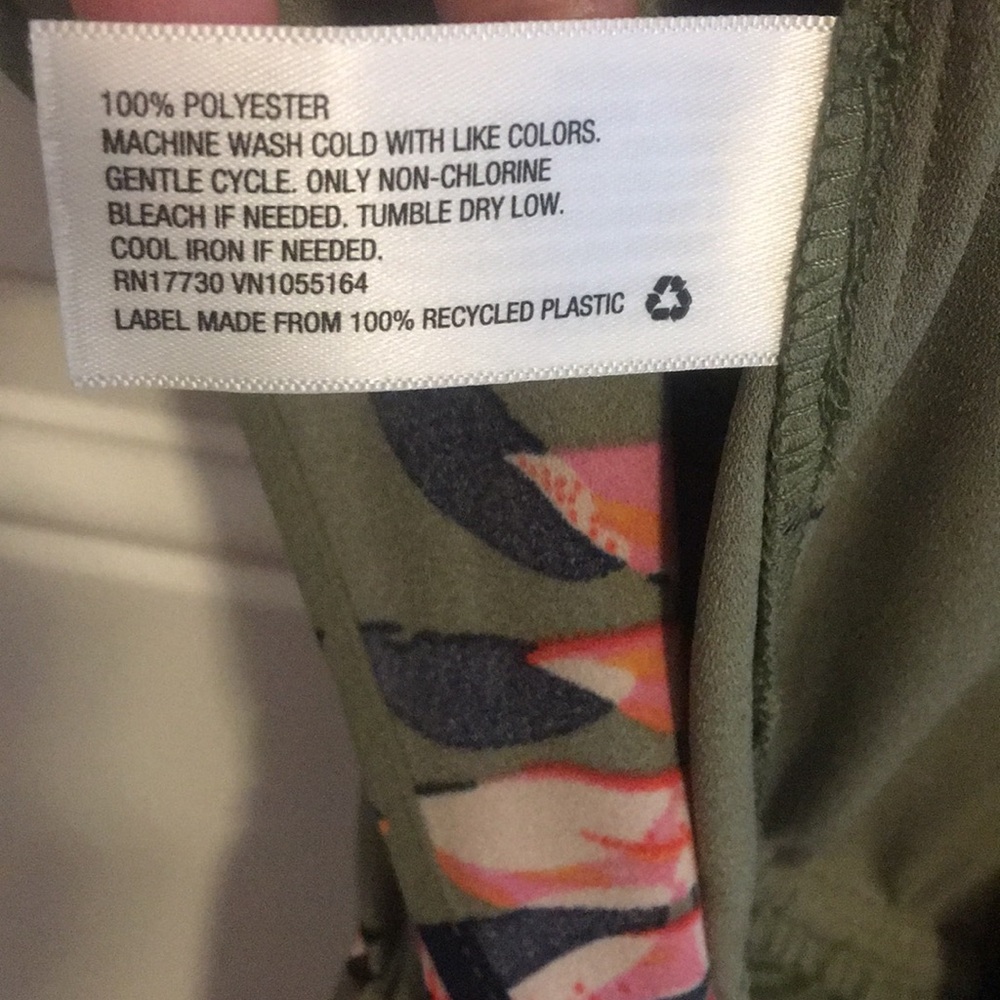 100% POLYESTER
MACHINE WASH COLD WITH LIKE COLORS.
GENTLE CYCLE. ONLY NON-CHLORINE
BLEACH IF NEEDED. TUMBLE DRY LOW.
COOL IRON IF NEEDED.
RN17730 VN1055164
LABEL MADE FROM 100% RECYCLED PLASTIC